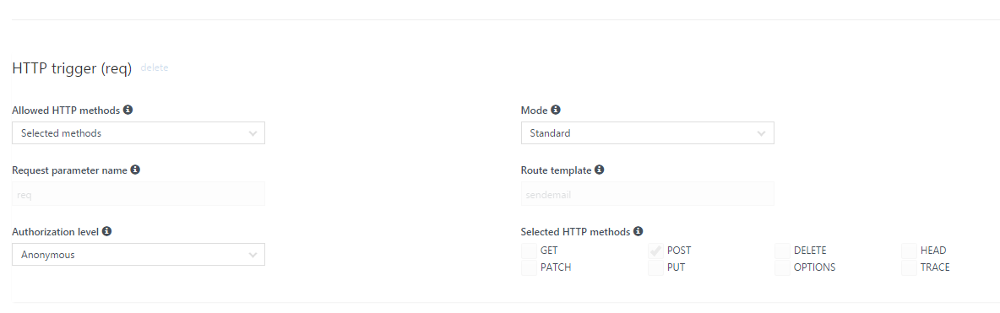 HTTP trigger (req) delete
Allowed HTTP methods
Mode
Selected methods
Standard
Request parameter name
Route template
req
sendemail
Authorization level
Selected HTTP methods
Anonymous
GET POST DELETE HEAD
PATCH PUT OPTIONS TRACE